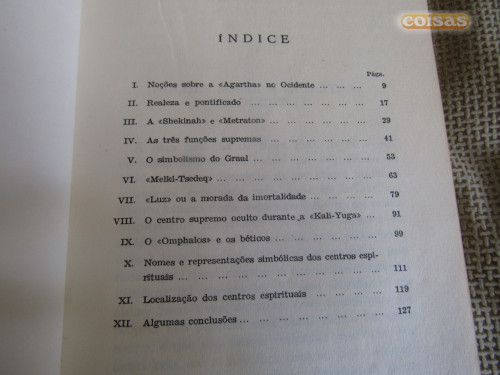 coisas
INDICE
Págs.
I. Noções sobre a «Agartha» no Ocidente ... ... ... 9
II. Realeza e pontificado ... ... ... ... ... ... ... 17
III. A «Shekinah» e «Metraton» ... ... ... ... ... ... 29
IV. As três funções supremas ... ... ... ... ... ... 41
V. O simbolismo do Graal ... ... ... ... ... ... ... 53
VI. «Melki-Tsedeq» ... ... ... ... ... ... ... ... 63
VII. «Luz» ou a morada da imortalidade ... ... ... ... 79
VIII. O centro supremo oculto durante a «Kali-Yuga» ... 91
IX. O «Omphalos» e os béticos ... ... ... ... ... ... 99
X. Nomes e representações simbólicas dos centros espi-
rituais ... ... ... ... ... ... ... ... ... ... 111
XI. Localização dos centros espirituais ... ... ... ... 119
XII. Algumas conclusões ... ... ... ... ... ... ... 127